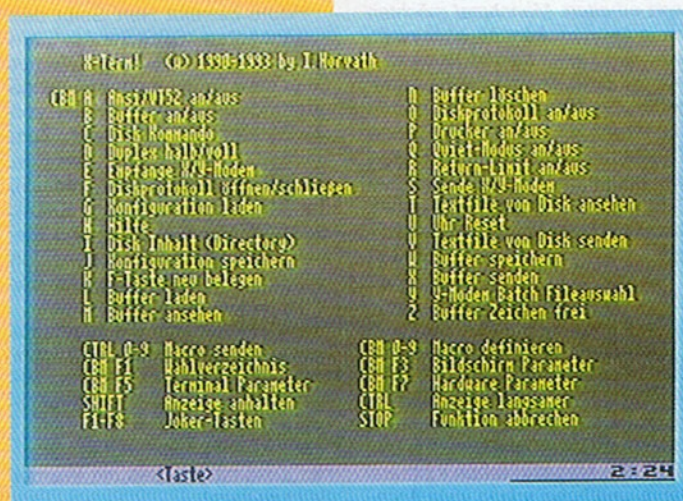 X-Term! (w) 1990-1993 by I.Horvath
CBM A Ansi/VT52 an/aus
B Buffer an/aus
C Disk Kommando
D Duplex halb/voll
E Empfange X/Y-Modem
F Diskprotokoll öffnen/schließen
G Konfiguration laden
H Hilfe
I Disk Inhalt (Directory)
J Konfiguration speichern
K F-Taste neu belegen
L Buffer laden
M Buffer ansehen
N Buffer löschen
O Diskprotokoll an/aus
P Drucker an/aus
Q Quiet-Modus an/aus
R Return-Limit an/aus
S Sende X/Y-Modem
T Textfile von Disk ansehen
U Uhr Reset
V Textfile von Disk senden
W Buffer speichern
X Buffer senden
Y Y-Modem Batch Fileauswahl
Z Buffer Zeichen frei
CTRL 0-9 Macro senden
CBM F1 Wahlverzeichnis
CBM F5 Terminal Parameter
SHIFT Anzeige anhalten
F1-F8 Joker-Tasten
CBM 0-9 Macro definieren
CBM F3 Bildschirm Parameter
CBM F7 Hardware Parameter
CTRL Anzeige langsamer
STOP Funktion abbrechen
<Taste> 2:24